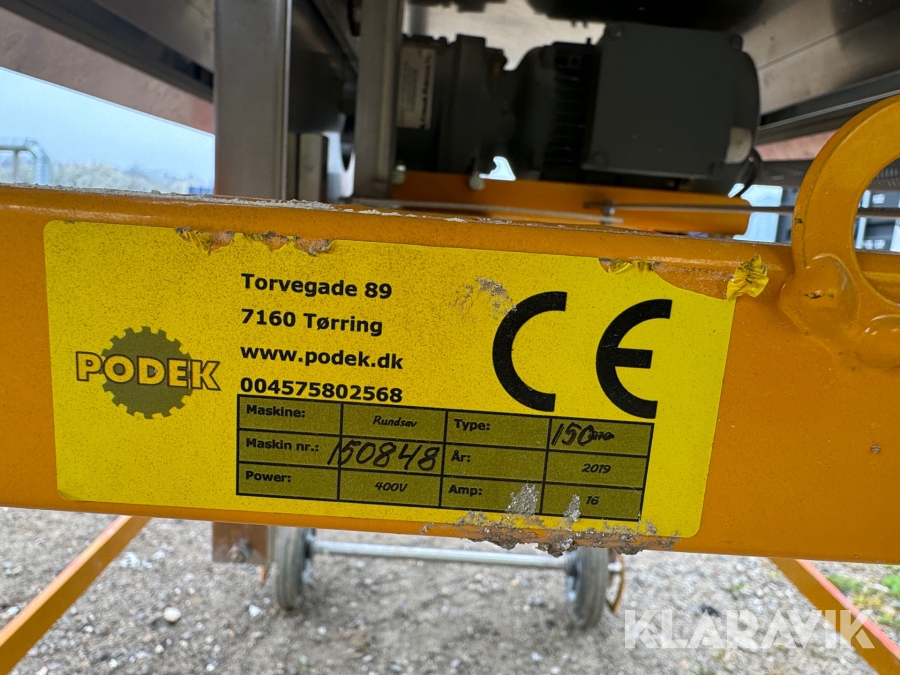 Torvegade 89
7160 Tørring
www.podek.dk
004575802568
PODEK
CE
Maskine: Rundsav Type: 150
Maskin nr.: 150848 År: 2019
Power: 400V Amp: 16
KLARAVIK